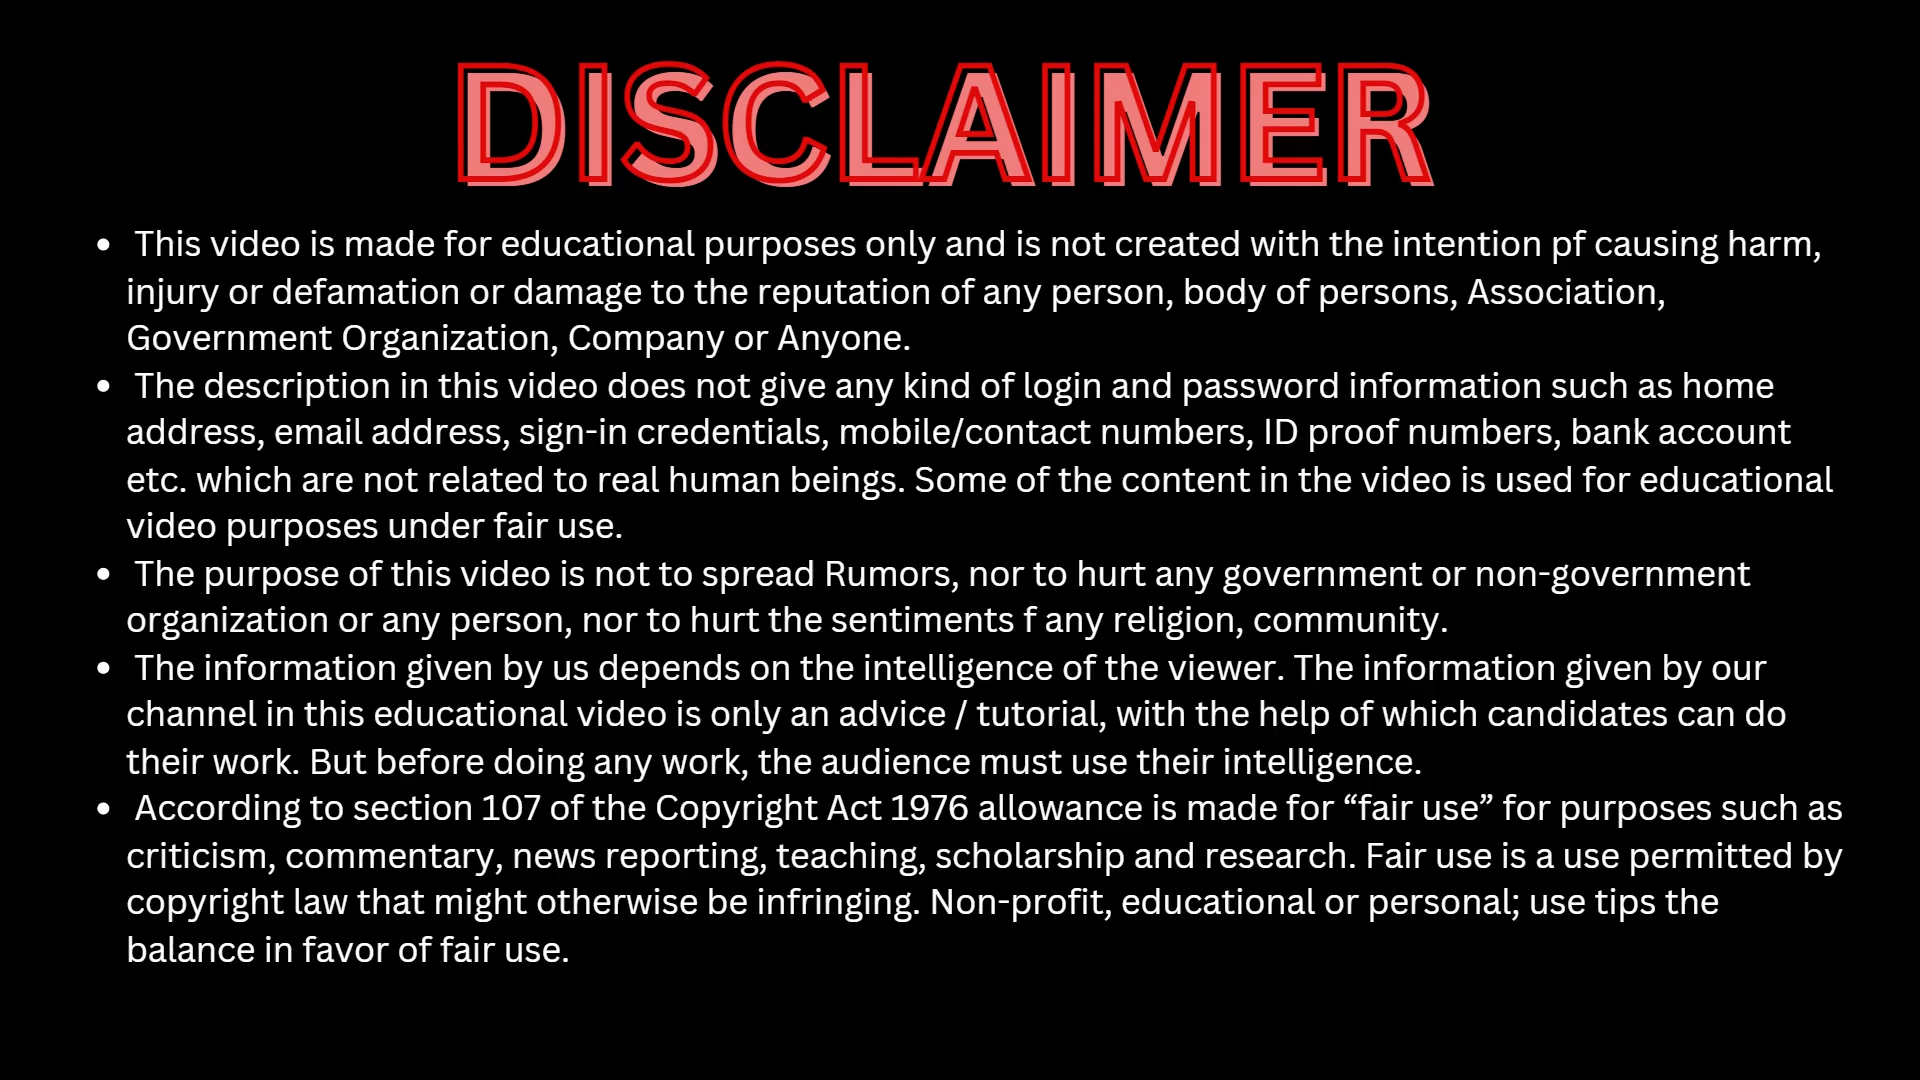 DISCLAIMER
• This video is made for educational purposes only and is not created with the intention pf causing harm,
injury or defamation or damage to the reputation of any person, body of persons, Association,
Government Organization, Company or Anyone.
• The description in this video does not give any kind of login and password information such as home
address, email address, sign-in credentials, mobile/contact numbers, ID proof numbers, bank account
etc. which are not related to real human beings. Some of the content in the video is used for educational
video purposes under fair use.
• The purpose of this video is not to spread Rumors, nor to hurt any government or non-government
organization or any person, nor to hurt the sentiments f any religion, community.
• The information given by us depends on the intelligence of the viewer. The information given by our
channel in this educational video is only an advice / tutorial, with the help of which candidates can do
their work. But before doing any work, the audience must use their intelligence.
• According to section 107 of the Copyright Act 1976 allowance is made for “fair use” for purposes such as
criticism, commentary, news reporting, teaching, scholarship and research. Fair use is a use permitted by
copyright law that might otherwise be infringing. Non-profit, educational or personal; use tips the
balance in favor of fair use.